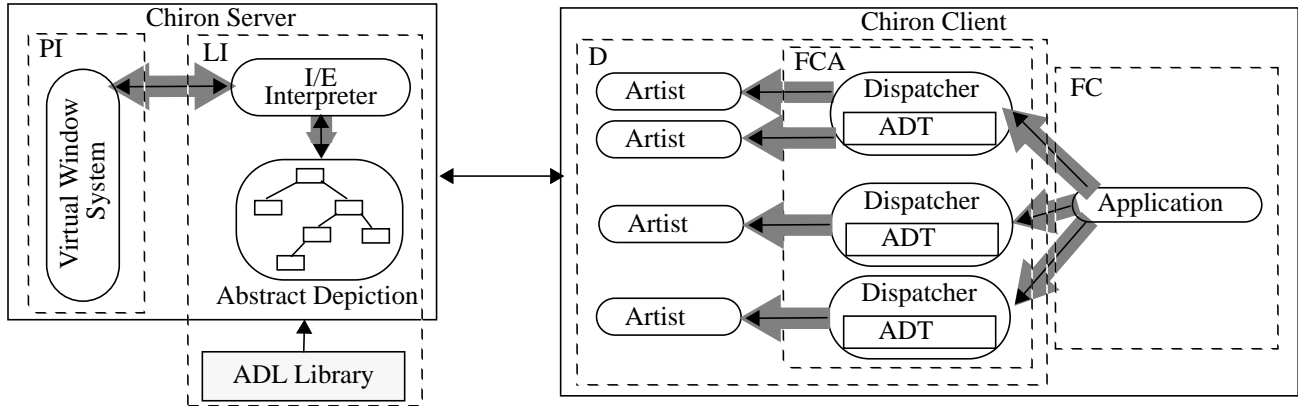 Chiron Server
PI
LI
Virtual Window
System
I/E
Interpreter
Abstract Depiction
ADL Library
Chiron Client
D
FCA
FC
Artist
Artist
Artist
Artist
Dispatcher
ADT
Dispatcher
ADT
Dispatcher
ADT
Application